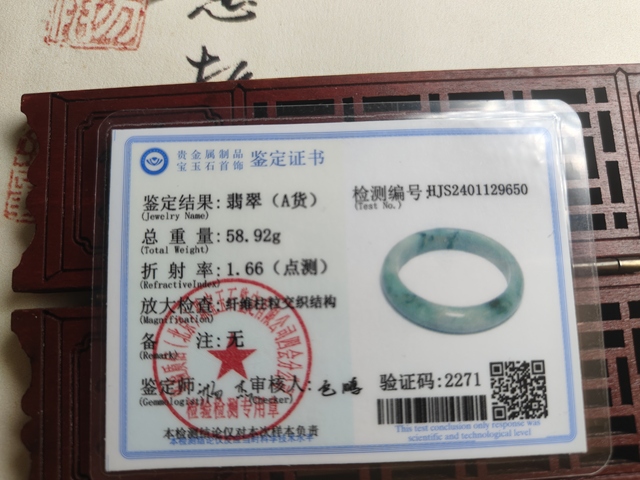 贵金属制品
宝玉石首饰
鉴定证书
鉴定结果:翡翠（A货）
(Jewelry Name)
检测编号:HJS2401129650
(Test No.)
总重量:58.92g
(Total Weight)
折射率:1.66（点测）
(RefractiveIndex)
放大检查:纤维柱粒交织结构
(Magnification)
备注:无
(Remark)
鉴定师:
(Gemmologist)
审核人:
(Checker)
检验检测专用章
验证码:2271
本检测结论仅对本次样本负责
This test conclusion only response was
scientific and technological level